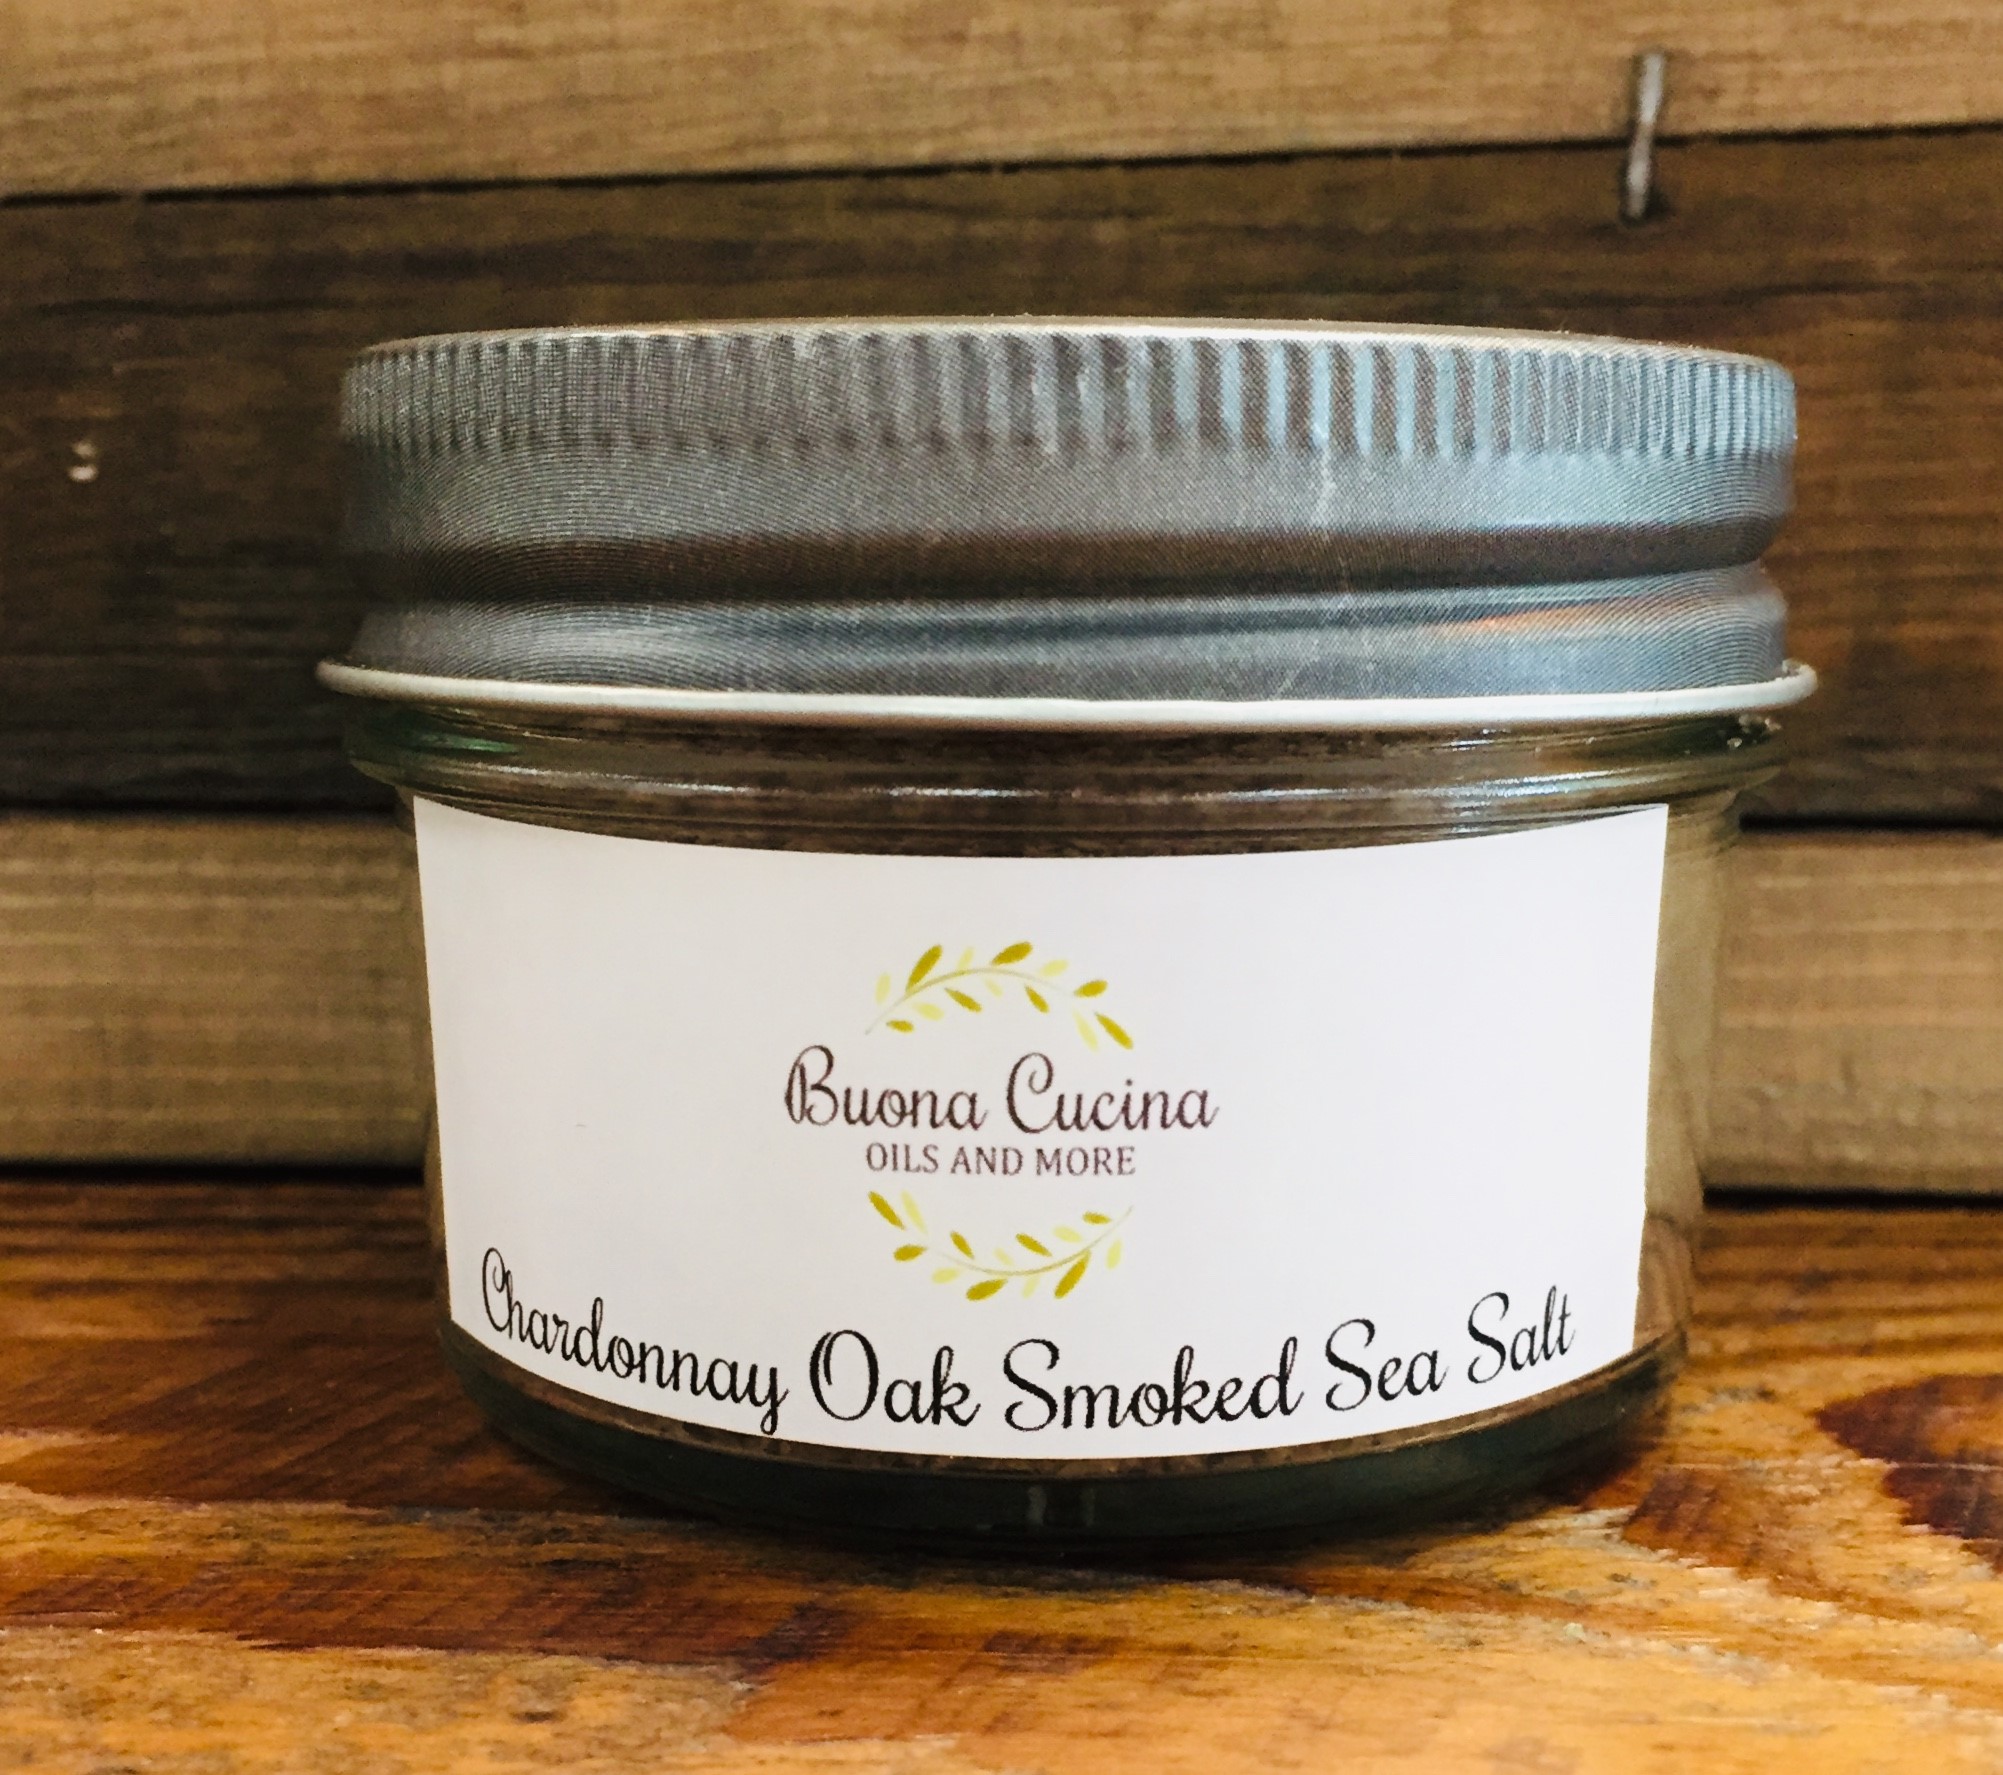 Buona Cucina
OILS AND MORE
Chardonnay Oak Smoked Sea Salt